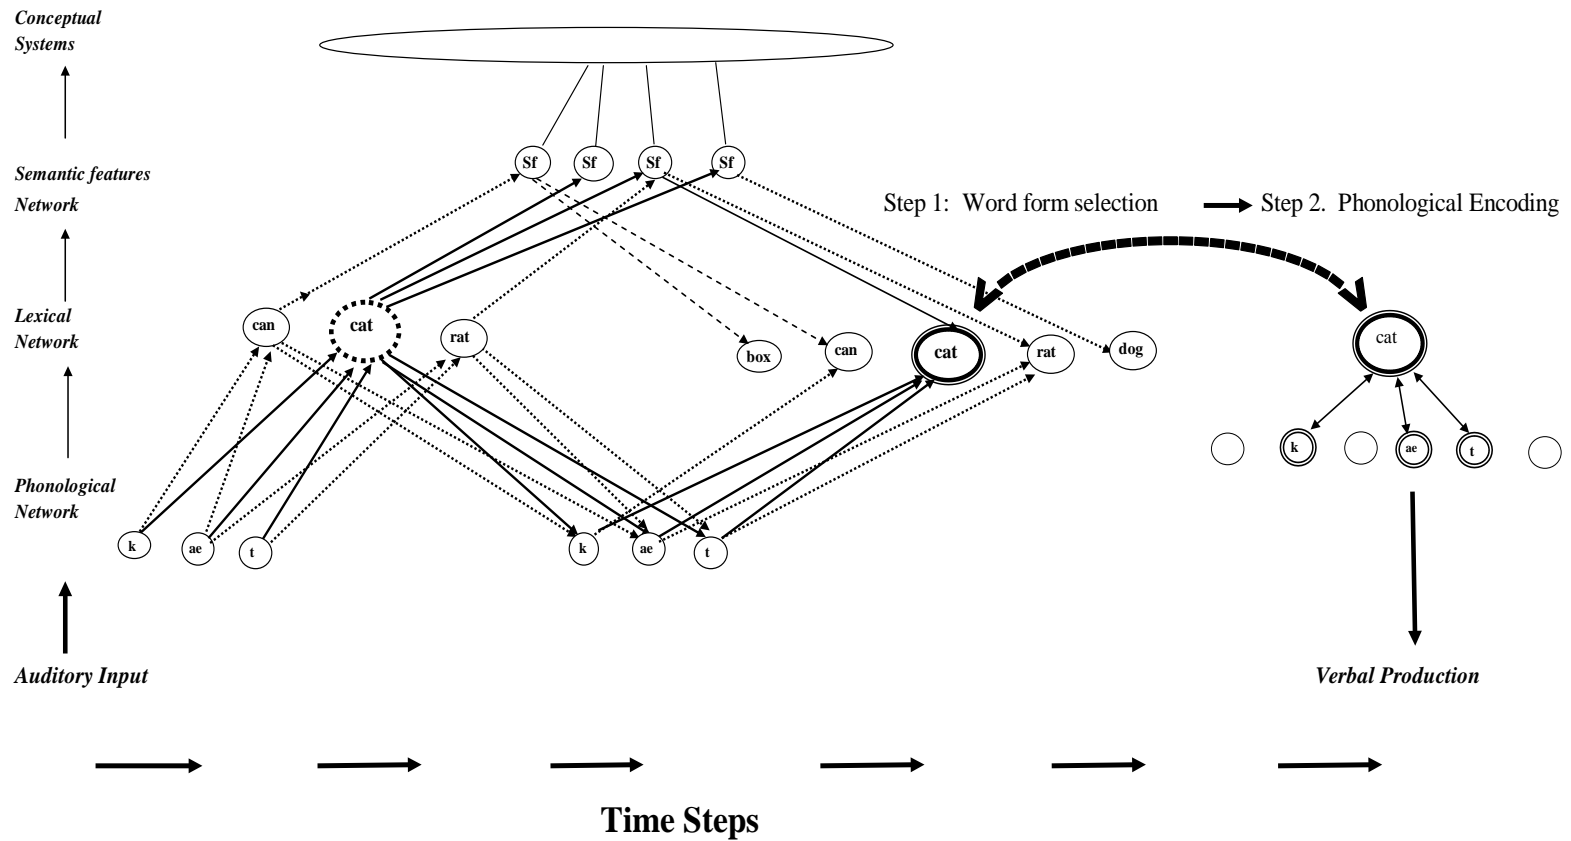 Conceptual
Systems
Semantic features
Network
Sf Sf Sf Sf
Step 1: Word form selection Step 2. Phonological Encoding
Lexical
Network
can cat rat box can cat rat dog cat
Phonological
Network
k ae t
k ae t k ae t
Auditory Input Verbal Production
Time Steps